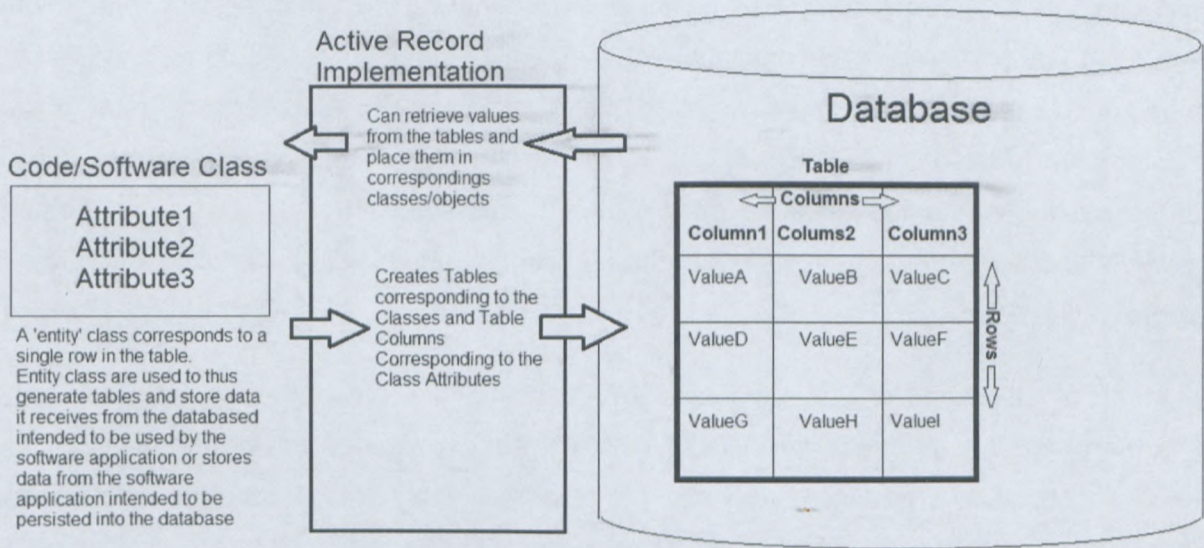 Active Record
Implementation
Can retrieve values
from the tables and
place them in
correspondings
classes/objects
Creates Tables
corresponding to the
Classes and Table
Columns
Corresponding to the
Class Attributes
Code/Software Class
Attribute1
Attribute2
Attribute3
A 'entity' class corresponds to a
single row in the table.
Entity class are used to thus
generate tables and store data
it receives from the databased
intended to be used by the
software application or stores
data from the software
application intended to be
persisted into the database
Database
Table
Columns
Column1 Colums2 Column3
ValueA ValueB ValueC
ValueD ValueE ValueF
ValueG ValueH ValueI
Rows